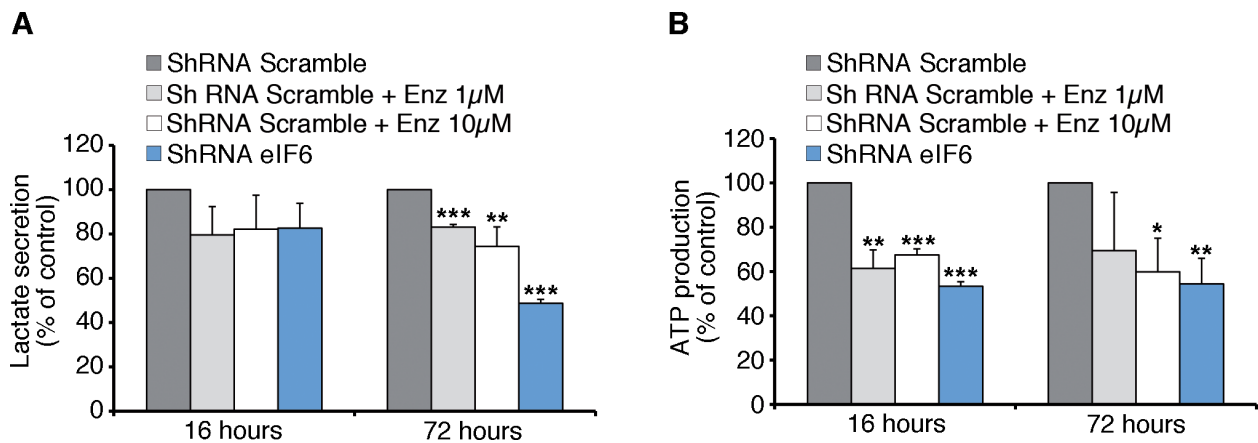 A
ShRNA Scramble
Sh RNA Scramble + Enz 1µM
ShRNA Scramble + Enz 10µM
ShRNA eIF6
Lactate secretion
(% of control)
120
100
80
60
40
20
0
***
**
***
16 hours
72 hours
B
ShRNA Scramble
Sh RNA Scramble + Enz 1µM
ShRNA Scramble + Enz 10µM
ShRNA eIF6
ATP production
(% of control)
120
100
80
60
40
20
0
**
***
***
*
**
16 hours
72 hours